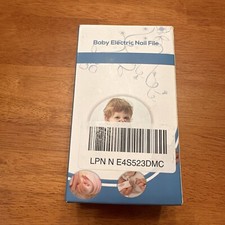 Baby Electric Nail File
LPN N E4S523DMC